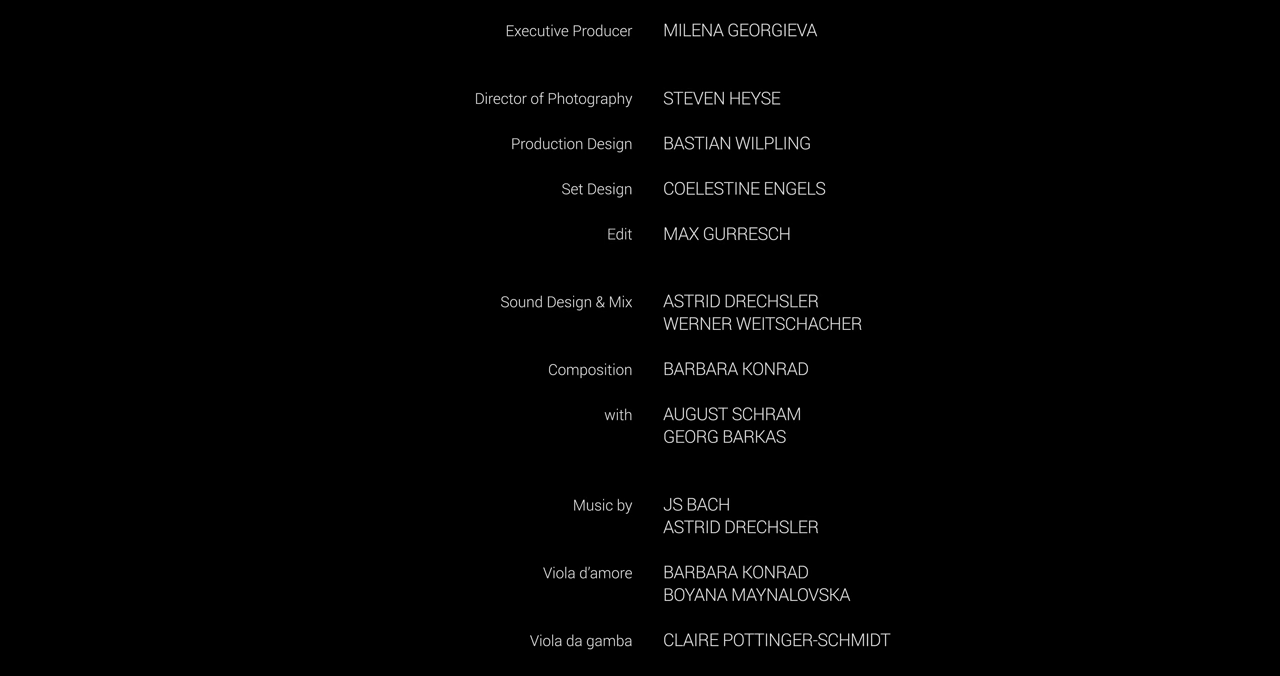 Executive Producer MILENA GEORGIEVA
Director of Photography STEVEN HEYSE
Production Design BASTIAN WILPLING
Set Design COELESTINE ENGELS
Edit MAX GURRESCH
Sound Design & Mix ASTRID DRECHSLER
WERNER WEITSCHACHER
Composition BARBARA KONRAD
with AUGUST SCHRAM
GEORG BARKAS
Music by JS BACH
ASTRID DRECHSLER
Viola d’amore BARBARA KONRAD
BOYANA MAYNALOVSKA
Viola da gamba CLAIRE POTTINGER-SCHMIDT